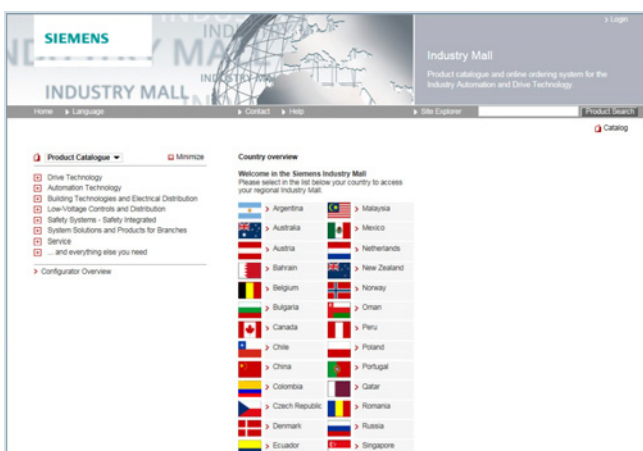 > Login
SIEMENS
INDUSTRY MALL
Industry Mall
Product catalogue and online ordering system for the
Industry Automation and Drive Technology
Home > Language > Contact > Help > Site Explorer Product Search
Catalog
Product Catalogue Minimize
Drive Technology
Automation Technology
Building Technologies and Electrical Distribution
Low-Voltage Controls and Distribution
Safety Systems - Safety Integrated
System Solutions and Products for Branches
Service
... and everything else you need
> Configurator Overview
Country overview
Welcome in the Siemens Industry Mall
Please select in the list below your country to access
your regional Industry Mall.
> Argentina > Malaysia
> Australia > Mexico
> Austria > Netherlands
> Bahrain > New Zealand
> Belgium > Norway
> Bulgaria > Oman
> Canada > Peru
> Chile > Poland
> China > Portugal
> Colombia > Qatar
> Czech Republic > Romania
> Denmark > Russia
> Ecuador > Singapore